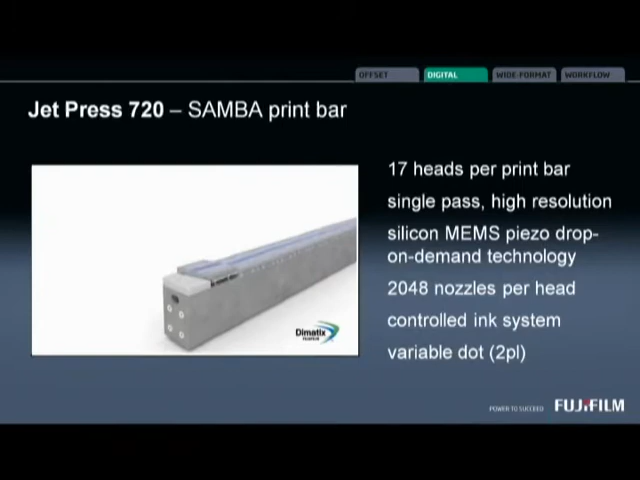 OFFSET DIGITAL WIDE-FORMAT WORKFLOW
Jet Press 720 – SAMBA print bar
17 heads per print bar
single pass, high resolution
silicon MEMS piezo drop-
on-demand technology
2048 nozzles per head
controlled ink system
variable dot (2pl)
Dimatix
FUJIFILM
POWER TO SUCCEED FUJIFILM